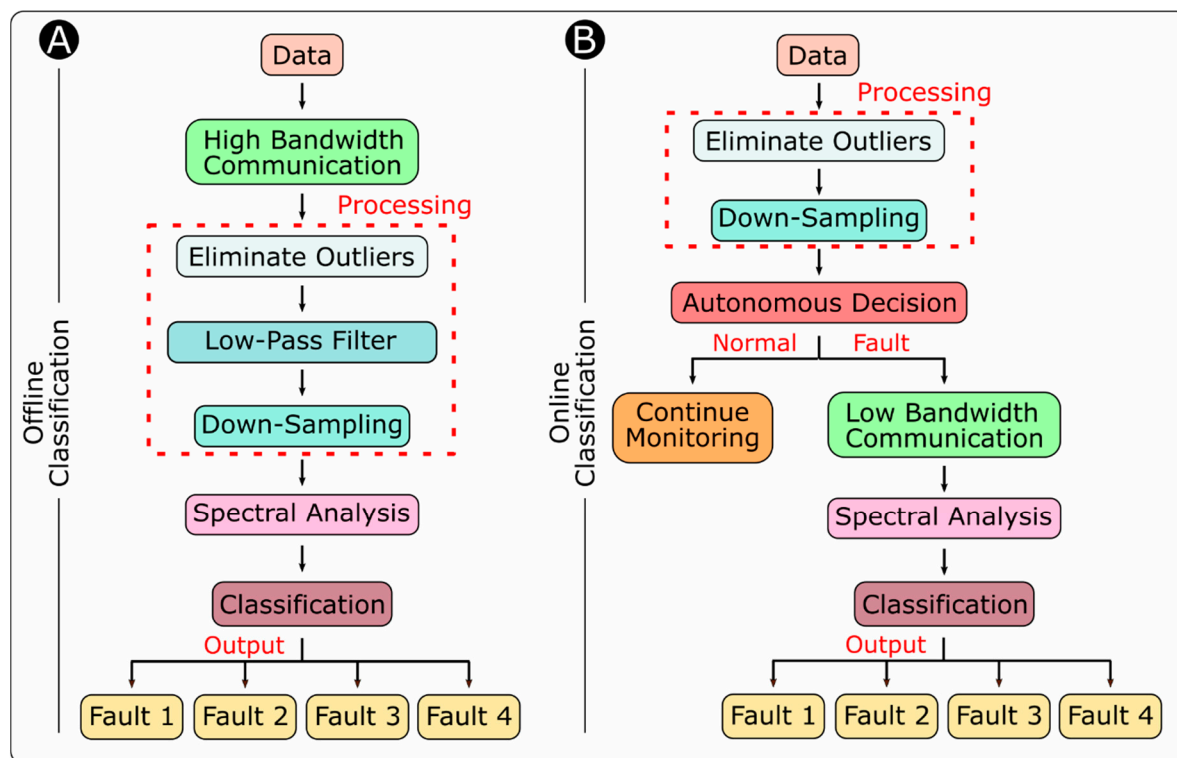 A
Offline
Classification
Data
High Bandwidth
Communication
Processing
Eliminate Outliers
Low-Pass Filter
Down-Sampling
Spectral Analysis
Classification
Output
Fault 1
Fault 2
Fault 3
Fault 4
B
Online
Classification
Data
Processing
Eliminate Outliers
Down-Sampling
Autonomous Decision
Normal
Fault
Continue
Monitoring
Low Bandwidth
Communication
Spectral Analysis
Classification
Output
Fault 1
Fault 2
Fault 3
Fault 4